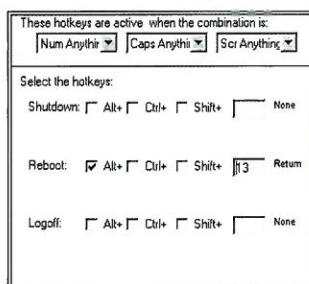 These hotkeys are active when the combination is:
Num Anythir Caps Anythi Scr Anything
Select the hotkeys:
Shutdown: Alt+ Ctrl+ Shift+ None
Reboot: Alt+ Ctrl+ Shift+ 13 Return
Logoff: Alt+ Ctrl+ Shift+ None